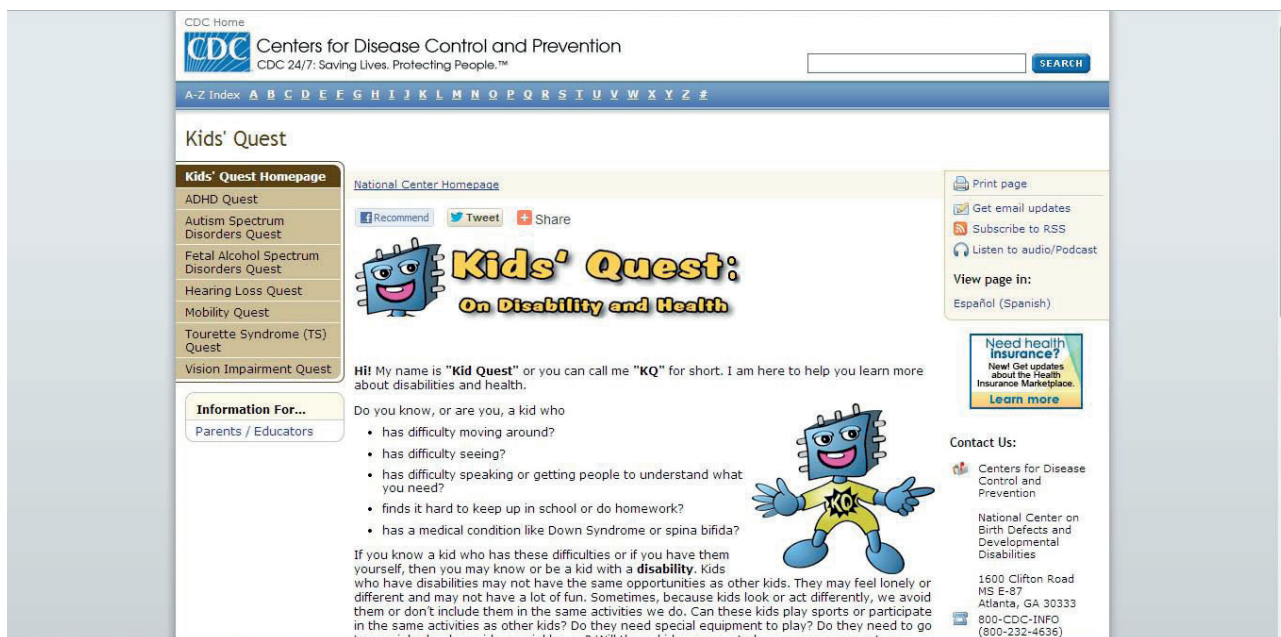 CDC Home
CDC
Centers for Disease Control and Prevention
CDC 24/7: Saving Lives. Protecting People.™
SEARCH
A-Z Index A B C D E F G H I J K L M N O P Q R S T U V W X Y Z #
Kids' Quest
Kids' Quest Homepage
ADHD Quest
Autism Spectrum
Disorders Quest
Fetal Alcohol Spectrum
Disorders Quest
Hearing Loss Quest
Mobility Quest
Tourette Syndrome (TS)
Quest
Vision Impairment Quest
Information For...
Parents / Educators
National Center Homepage
Recommend
Tweet
Share
Kids' Quest:
On Disability and Health
Hi! My name is "Kid Quest" or you can call me "KQ" for short. I am here to help you learn more
about disabilities and health.
Do you know, or are you, a kid who
• has difficulty moving around?
• has difficulty seeing?
• has difficulty speaking or getting people to understand what
you need?
• finds it hard to keep up in school or do homework?
• has a medical condition like Down Syndrome or spina bifida?
KQ
If you know a kid who has these difficulties or if you have them
yourself, then you may know or be a kid with a disability. Kids
who have disabilities may not have the same opportunities as other kids. They may feel lonely or
different and may not have a lot of fun. Sometimes, because kids look or act differently, we avoid
them or don't include them in the same activities we do. Can these kids play sports or participate
in the same activities as other kids? Do they need special equipment to play? Do they need to go
Print page
Get email updates
Subscribe to RSS
Listen to audio/Podcast
View page in:
Español (Spanish)
Need health
insurance?
New! Get updates
about the Health
Insurance Marketplace.
Learn more
Contact Us:
Centers for Disease
Control and
Prevention
National Center on
Birth Defects and
Developmental
Disabilities
1600 Clifton Road
MS E-87
Atlanta, GA 30333
800-CDC-INFO
(800-232-4636)